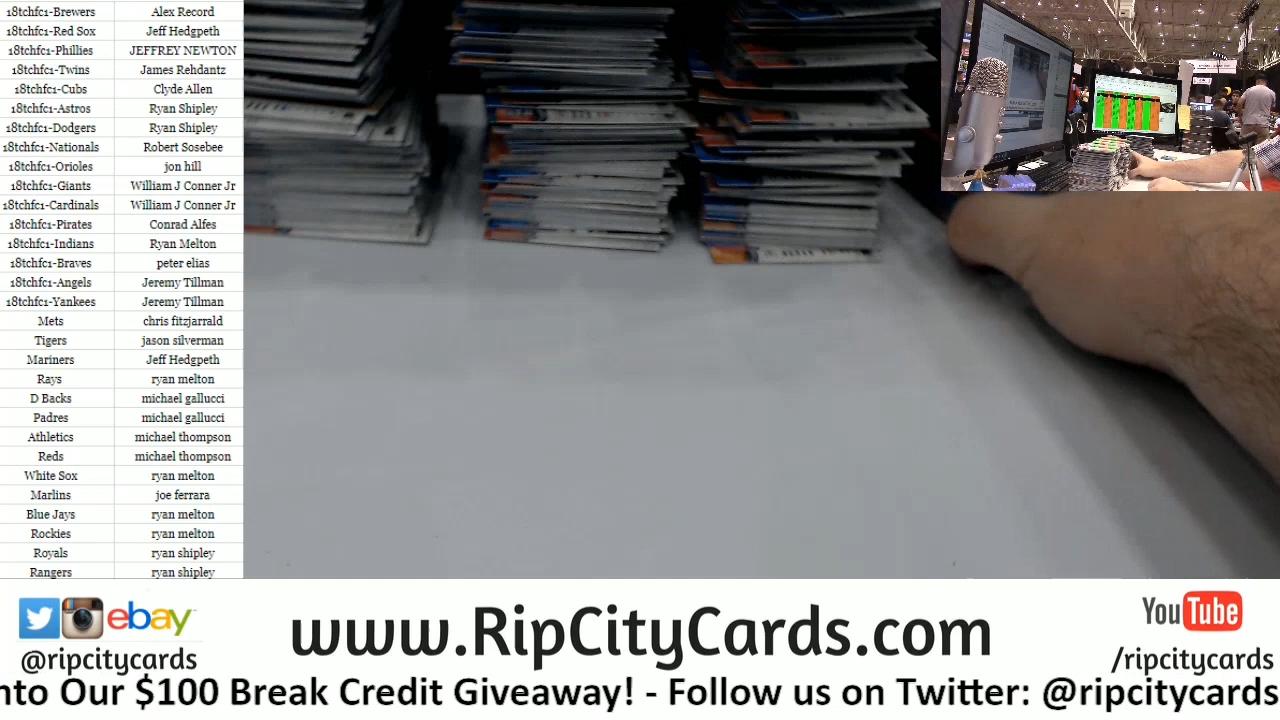 18tchfc1-Brewers Alex Record
18tchfc1-Red Sox Jeff Hedgpeth
18tchfc1-Phillies JEFFREY NEWTON
18tchfc1-Twins James Rehdantz
18tchfc1-Cubs Clyde Allen
18tchfc1-Astros Ryan Shipley
18tchfc1-Dodgers Ryan Shipley
18tchfc1-Nationals Robert Sosebee
18tchfc1-Orioles jon hill
18tchfc1-Giants William J Conner Jr
18tchfc1-Cardinals William J Conner Jr
18tchfc1-Pirates Conrad Alfes
18tchfc1-Indians Ryan Melton
18tchfc1-Braves peter elias
18tchfc1-Angels Jeremy Tillman
18tchfc1-Yankees Jeremy Tillman
Mets chris fitzjarrald
Tigers jason silverman
Mariners Jeff Hedgpeth
Rays ryan melton
D Backs michael gallucci
Padres michael gallucci
Athletics michael thompson
Reds michael thompson
White Sox ryan melton
Marlins joe ferrara
Blue Jays ryan melton
Rockies ryan melton
Royals ryan shipley
Rangers ryan shipley
ebay
@ripcitycards
www.RipCityCards.com
YouTube
/ripcitycards
nto Our $100 Break Credit Giveaway! - Follow us on Twitter: @ripcitycards